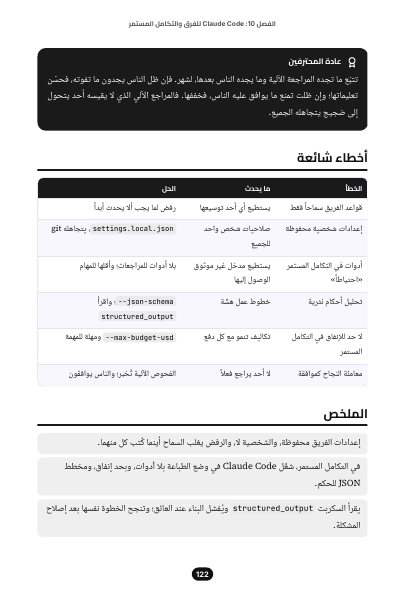 الفصل 10: Claude Code للفرق والتكامل المستمر
عادة المحترفين
تتبّع ما تجده المراجعة الآلية وما يجده الناس بعدها، لشهر. فإن ظل الناس يجدون ما تفوته، فحسّن
تعليماتها؛ وإن ظلت تمنع ما يوافق عليه الناس، فخففها. فالمراجع الآلي الذي لا يقيسه أحد يتحول
إلى ضجيج يتجاهله الجميع.
أخطاء شائعة
الخطأ ما يحدث الحل
قواعد الفريق سماحاً فقط يستطيع أي أحد توسيعها رفض لما يجب ألا يحدث أبداً
إعدادات شخصية محفوظة صلاحيات شخص واحد settings.local.json ، يتجاهله git
للجميع
أدوات في التكامل المستمر يستطيع مدخل غير موثوق بلا أدوات للمراجعات؛ وأقلها للمهام
«احتياطاً» الوصول إليها
تحليل أحكام نثرية خطوط عمل هشّة --json-schema ؛ واقرأ
structured_output
لا حد للإنفاق في التكامل تكاليف تنمو مع كل دفع --max-budget-usd ومهلة للمهمة
المستمر
معاملة النجاح كموافقة لا أحد يراجع فعلاً الفحوص الآلية تُخبر؛ والناس يوافقون
الملخص
إعدادات الفريق محفوظة، والشخصية لا، والرفض يغلب السماح أينما كُتب كل منهما.
في التكامل المستمر، شغّل Claude Code في وضع الطباعة بلا أدوات، وبحد إنفاق، ومخطط
JSON للحكم.
يقرأ السكربت structured_output ويُفشل البناء عند العائق؛ وتنجح الخطوة نفسها بعد إصلاح
المشكلة.
122